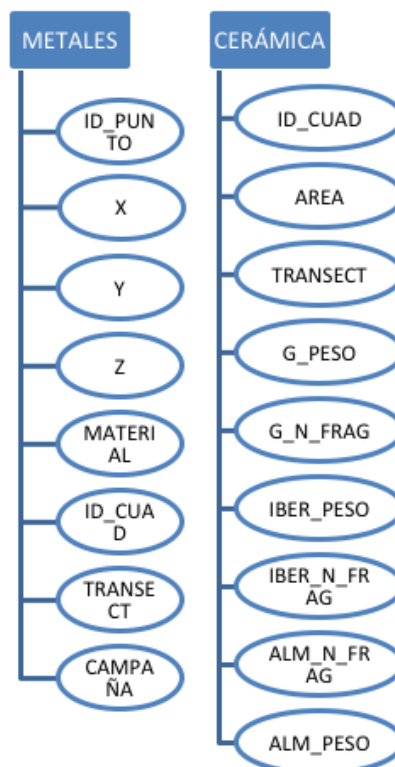 METALES
ID_PUN
TO
X
Y
Z
MATERI
AL
ID_CUA
D
TRANSE
CT
CAMPA
ÑA
CERÁMICA
ID_CUAD
AREA
TRANSECT
G_PESO
G_N_FRAG
IBER_PESO
IBER_N_FR
AG
ALM_N_FR
AG
ALM_PESO